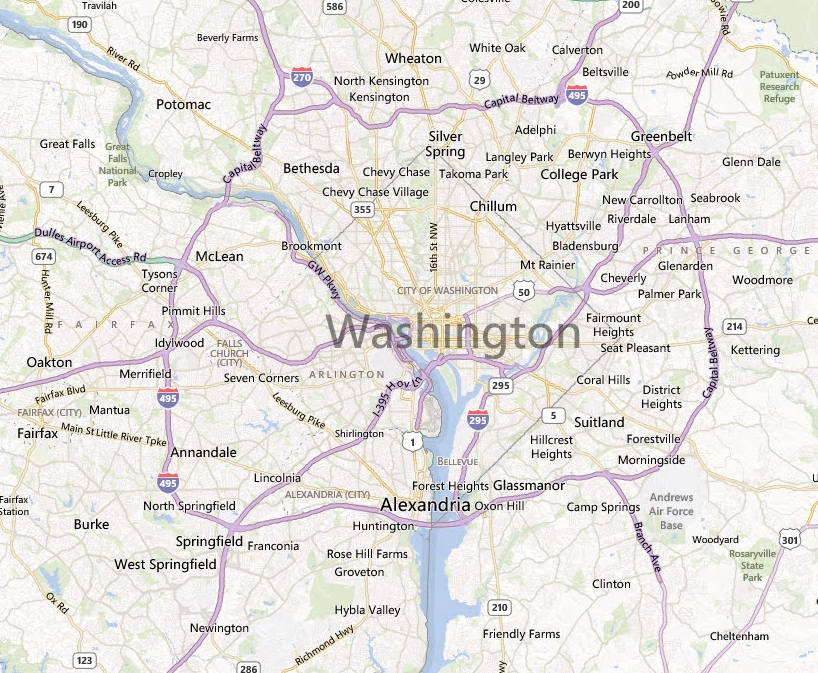 Travilah
586
Colesville
200
Bowie Rd
190
Beverly Farms
River Rd
Wheaton
White Oak
Calverton
270
North Kensington
29
Beltsville
Powder Mill Rd
Patuxent
Research
Refuge
Kensington
Capital Beltway
495
Potomac
Silver
Spring
Adelphi
Greenbelt
Great Falls
Great
Falls
National
Park
Capital Beltway
Langley Park
Berwyn Heights
Glenn Dale
Cropley
Bethesda
Chevy Chase
Takoma Park
College Park
7
Chevy Chase Village
355
Chillum
New Carrollton
Seabrook
Leesburg Pike
Riverdale
Lanham
Hyattsville
16th St NW
Dulles Airport Access Rd
Brookmont
Bladensburg
PRINCE GEORGE
674
McLean
GW Pkwy
Mt Rainier
Glenarden
Tysons
Corner
Cheverly
Woodmore
Hunter Mill Rd
CITY OF WASHINGTON
50
Palmer Park
Pimmit Hills
FAIRFAX
Washington
Fairmount
Heights
214
Idylwood
FALLS
CHURCH
(CITY)
Seat Pleasant
Kettering
Capital Beltway
Oakton
Merrifield
Seven Corners
ARLINGTON
I-395 Hov Ln
295
Coral Hills
District
Heights
Fairfax Blvd
495
Leesburg Pike
FAIRFAX (CITY)
Mantua
295
5
Suitland
Fairfax
Main St Little River Tpke
Shirlington
1
Hillcrest
Heights
Forestville
Annandale
BELLEVUE
Morningside
495
Lincolnia
Forest Heights
Glassmanor
Fairfax
Station
ALEXANDRIA (CITY)
Alexandria
Oxon Hill
Camp Springs
Andrews
Air Force
Base
North Springfield
Burke
Huntington
Branch Ave
Woodyard
301
Springfield
Franconia
Rose Hill Farms
Rosaryville
State
Park
West Springfield
Groveton
Clinton
Ox Rd
Hybla Valley
210
Newington
Richmond Hwy
Friendly Farms
Cheltenham
123
286